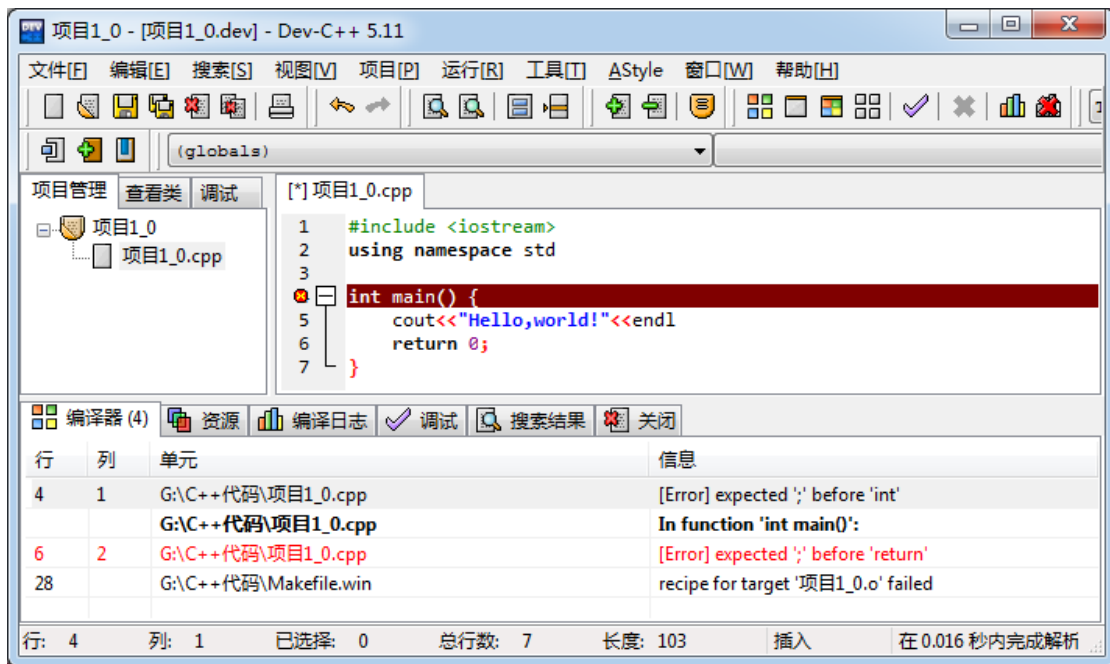 项目1_0 - [项目1_0.dev] - Dev-C++ 5.11
文件[F] 编辑[E] 搜索[S] 视图[V] 项目[P] 运行[R] 工具[T] AStyle 窗口[W] 帮助[H]
(globals)
项目管理 查看类 调试 [*] 项目1_0.cpp
项目1_0
项目1_0.cpp
1 #include <iostream>
2 using namespace std
3
int main() {
5 cout<<"Hello,world!"<<endl
6 return 0;
7 }
编译器 (4) 资源 编译日志 调试 搜索结果 关闭
行 列 单元 信息
4 1 G:\C++代码\项目1_0.cpp [Error] expected ';' before 'int'
G:\C++代码\项目1_0.cpp In function 'int main()':
6 2 G:\C++代码\项目1_0.cpp [Error] expected ';' before 'return'
28 G:\C++代码\Makefile.win recipe for target '项目1_0.o' failed
行: 4 列: 1 已选择: 0 总行数: 7 长度: 103 插入 在 0.016 秒内完成解析